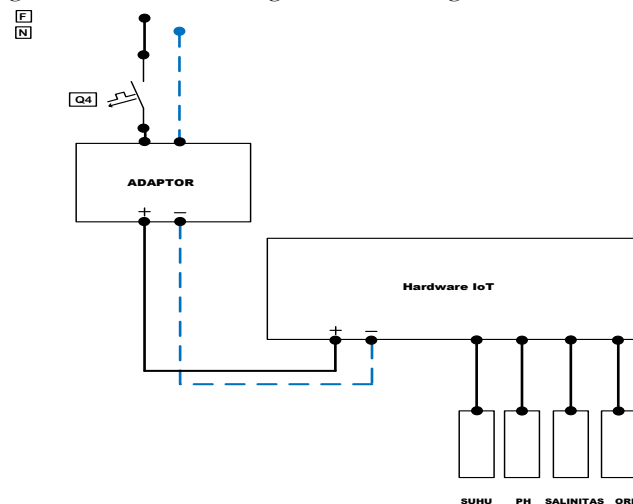 F
N
Q4
ADAPTOR
+ −
Hardware IoT
+ −
SUHU PH SALINITAS